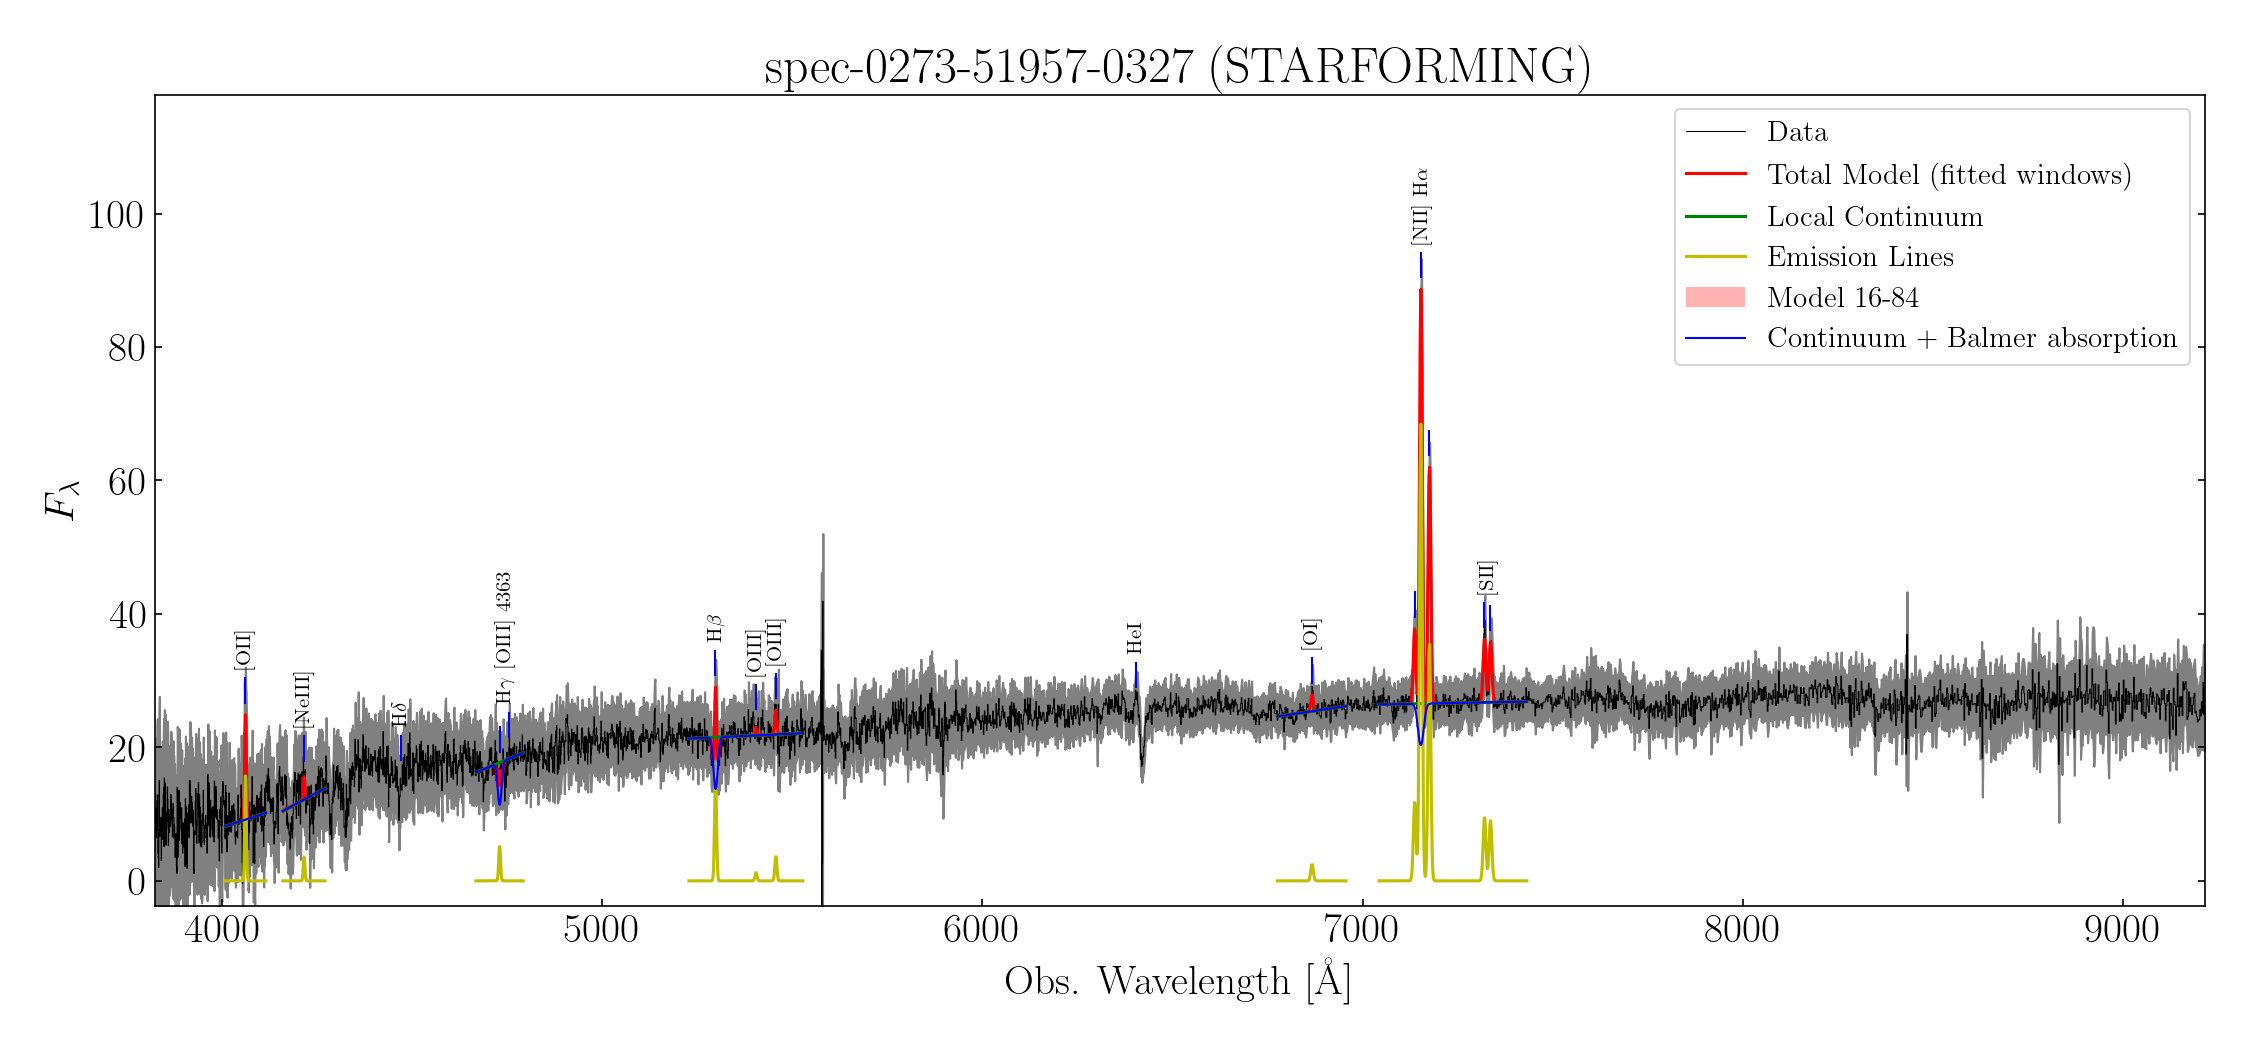 spec-0273-51957-0327 (STARFORMING)
Data
Total Model (fitted windows)
Local Continuum
Emission Lines
Model 16-84
Continuum + Balmer absorption
[NII] Hα
[OII]
[NeIII]
Hδ
Hγ [OIII] 4363
Hβ
[OIII]
[OIII]
HeI
[OI]
[SII]
100
80
60
40
20
0
F_λ
4000 5000 6000 7000 8000 9000
Obs. Wavelength [Å]